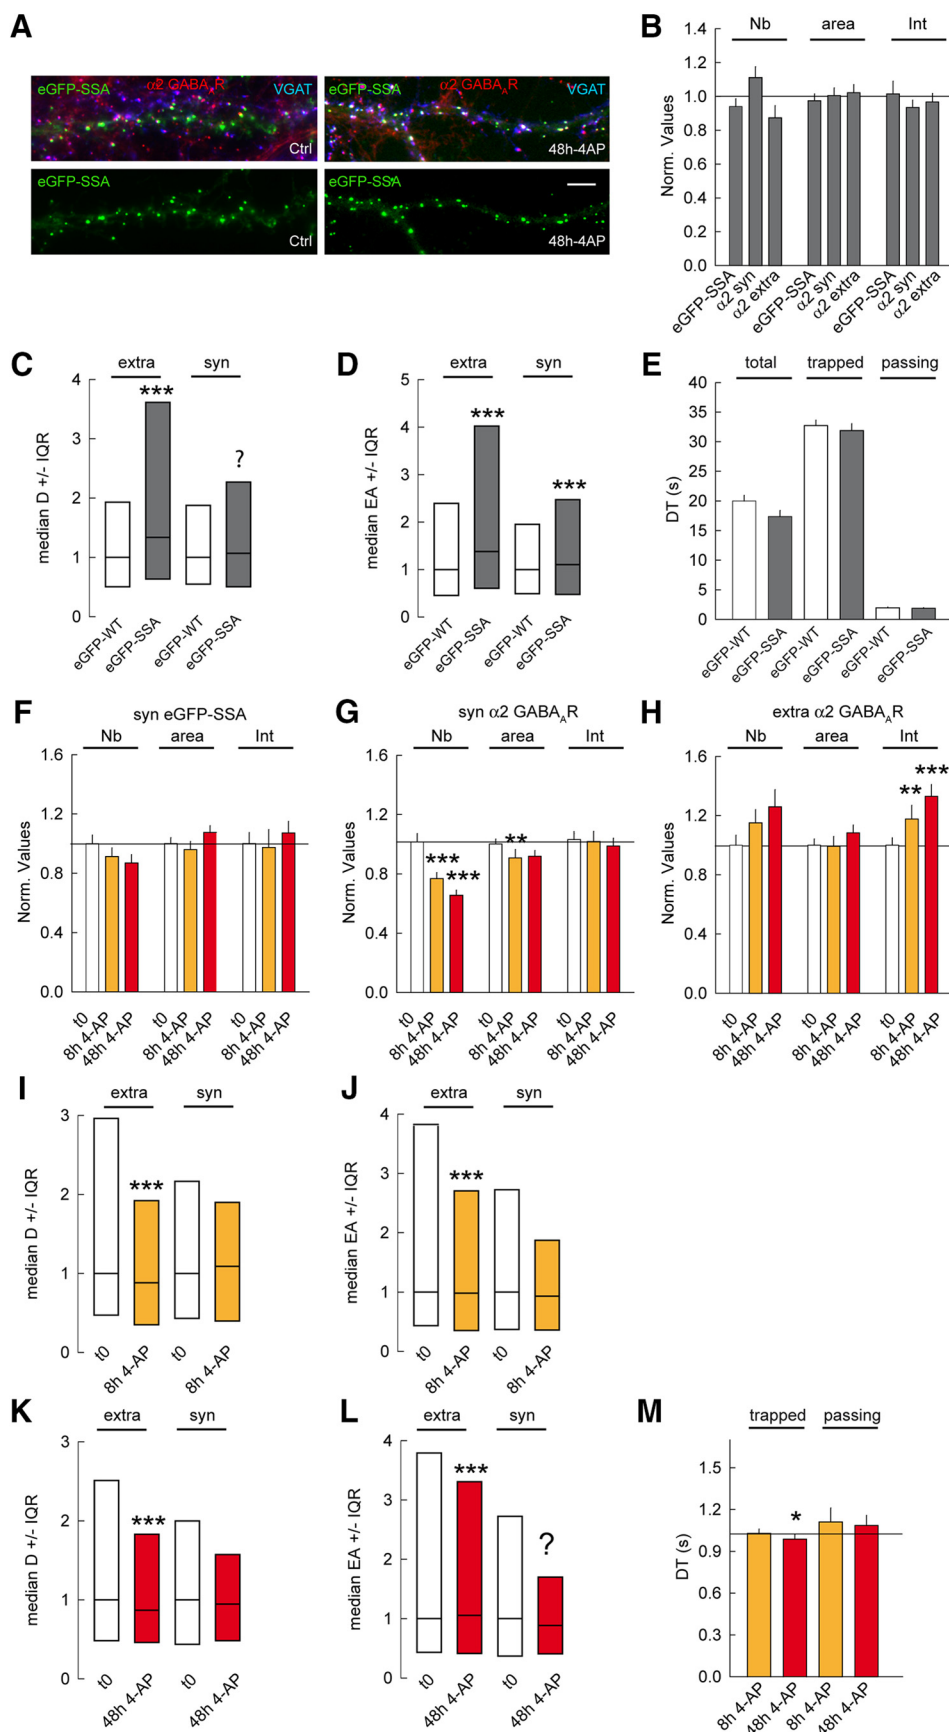 A
eGFP-SSA α2 GABAAR VGAT
Ctrl
eGFP-SSA α2 GABAAR VGAT
48h-4AP
eGFP-SSA
Ctrl
eGFP-SSA
48h-4AP
B
Nb area Int
Norm. Values
1.4
1.2
1.0
0.8
0.6
0.4
0.2
0.0
eGFP-SSA α2 syn α2 extra eGFP-SSA α2 syn α2 extra eGFP-SSA α2 syn α2 extra
C
extra syn
median D +/- IQR
4
3
2
1
0
*** ?
eGFP-WT eGFP-SSA eGFP-WT eGFP-SSA
D
extra syn
median EA +/- IQR
5
4
3
2
1
0
*** ***
eGFP-WT eGFP-SSA eGFP-WT eGFP-SSA
E
total trapped passing
DT (s)
40
35
30
25
20
15
10
5
0
eGFP-WT eGFP-SSA eGFP-WT eGFP-SSA eGFP-WT eGFP-SSA
F
syn eGFP-SSA
Nb area Int
Norm. Values
1.6
1.2
0.8
0.4
0.0
t0 8h 4-AP 48h 4-AP t0 8h 4-AP 48h 4-AP t0 8h 4-AP 48h 4-AP
G
syn α2 GABAAR
Nb area Int
Norm. Values
1.6
1.2
0.8
0.4
0.0
*** *** **
t0 8h 4-AP 48h 4-AP t0 8h 4-AP 48h 4-AP t0 8h 4-AP 48h 4-AP
H
extra α2 GABAAR
Nb area Int
Norm. Values
1.6
1.2
0.8
0.4
0.0
** ***
t0 8h 4-AP 48h 4-AP t0 8h 4-AP 48h 4-AP t0 8h 4-AP 48h 4-AP
I
extra syn
median D +/- IQR
3
2
1
0
***
t0 8h 4-AP t0 8h 4-AP
J
extra syn
median EA +/- IQR
4
3
2
1
0
***
t0 8h 4-AP t0 8h 4-AP
K
extra syn
median D +/- IQR
3
2
1
0
***
t0 48h 4-AP t0 48h 4-AP
L
extra syn
median EA +/- IQR
4
3
2
1
0
*** ?
t0 48h 4-AP t0 48h 4-AP
M
trapped passing
DT (s)
1.5
1.2
0.9
0.6
0.3
0.0
*
8h 4-AP 48h 4-AP 8h 4-AP 48h 4-AP